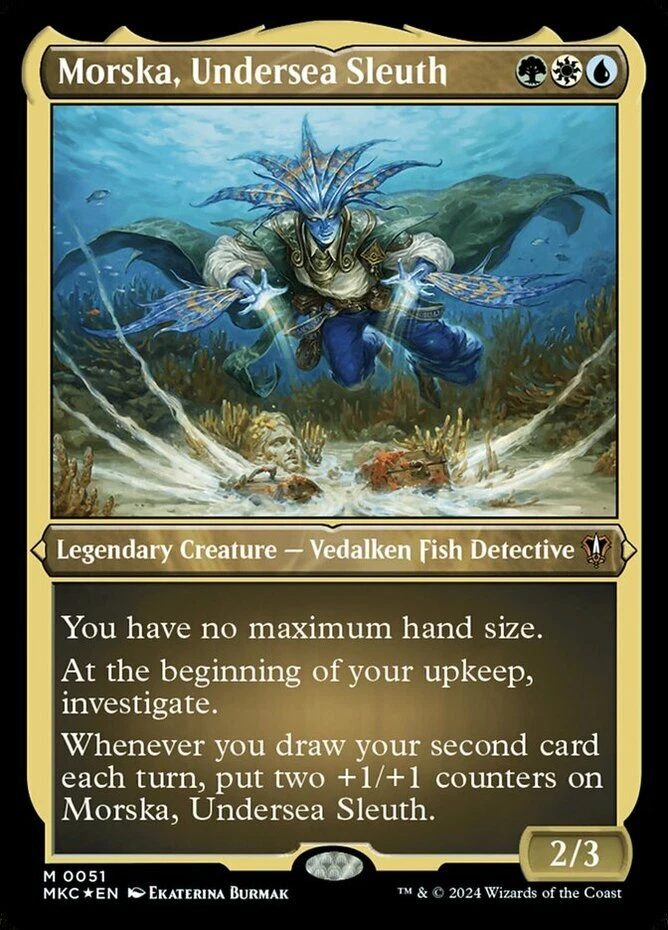 Morska, Undersea Sleuth
Legendary Creature — Vedalken Fish Detective
You have no maximum hand size.
At the beginning of your upkeep,
investigate.
Whenever you draw your second card
each turn, put two +1/+1 counters on
Morska, Undersea Sleuth.
2/3
M 0051
MKC★EN Ekaterina Burmak
™ & © 2024 Wizards of the Coast